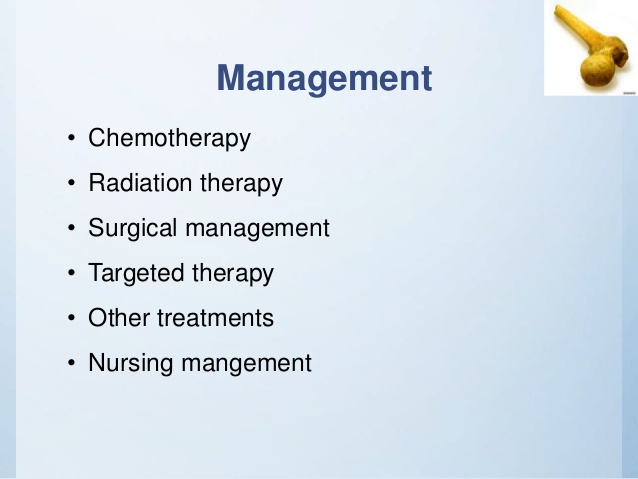 Management
• Chemotherapy
• Radiation therapy
• Surgical management
• Targeted therapy
• Other treatments
• Nursing mangement